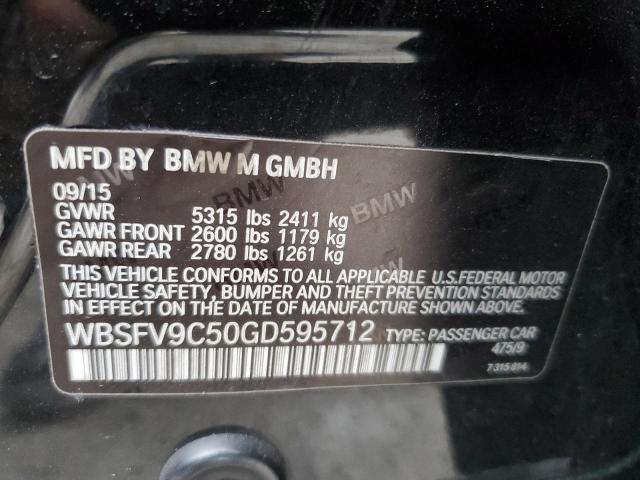 MFD BY BMW M GMBH
09/15
GVWR 5315 lbs 2411 kg
GAWR FRONT 2600 lbs 1179 kg
GAWR REAR 2780 lbs 1261 kg
THIS VEHICLE CONFORMS TO ALL APPLICABLE U.S.FEDERAL MOTOR
VEHICLE SAFETY, BUMPER AND THEFT PREVENTION STANDARDS
IN EFFECT ON THE DATE OF MANUFACTURE SHOWN ABOVE.
WBSFV9C50GD595712 TYPE: PASSENGER CAR
475/9
7 315 814
BMW
BMW